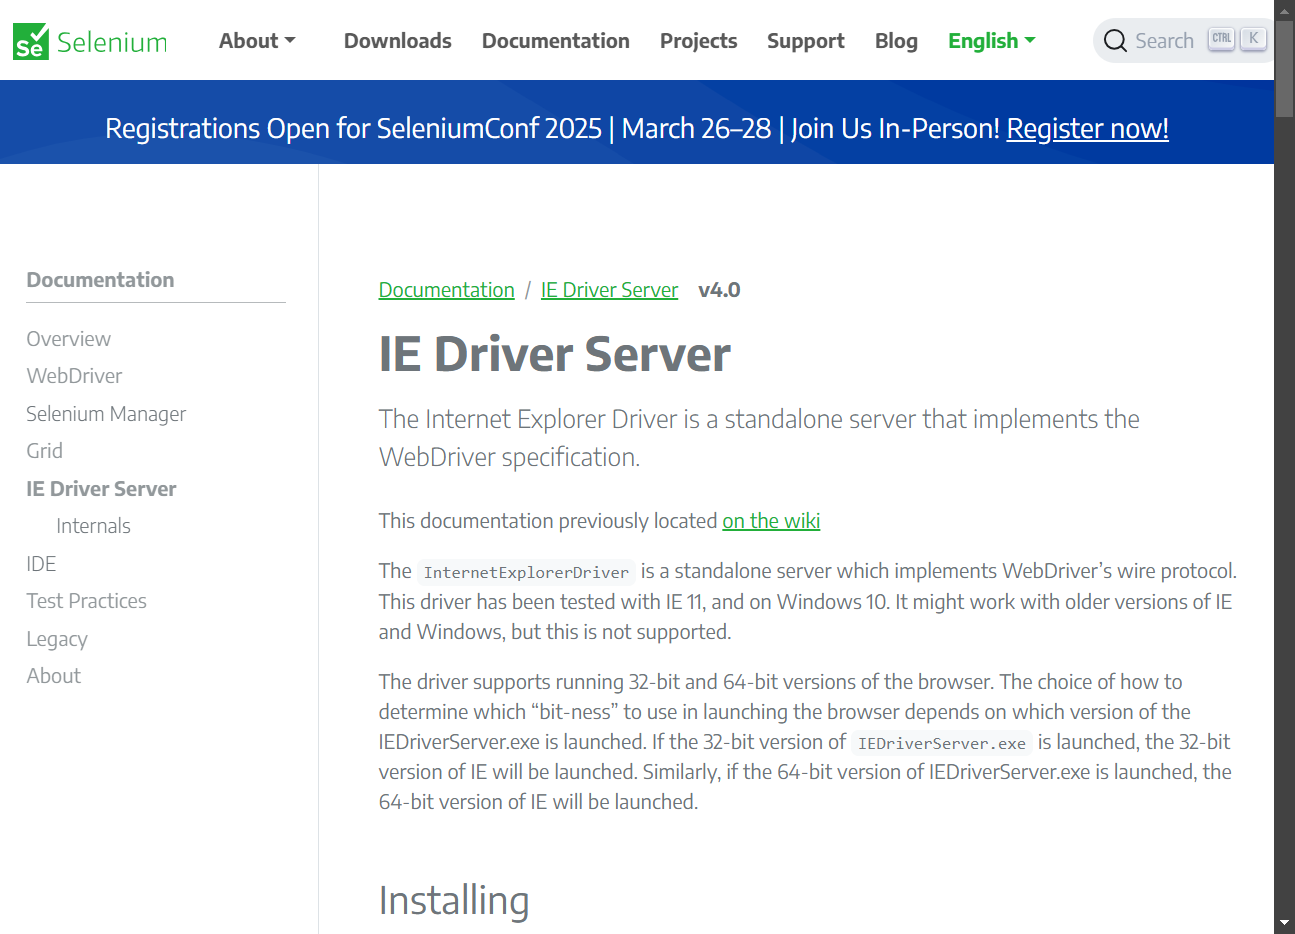 se Selenium
About
Downloads
Documentation
Projects
Support
Blog
English
Search CTRL K
Registrations Open for SeleniumConf 2025 | March 26–28 | Join Us In-Person! Register now!
Documentation
Overview
WebDriver
Selenium Manager
Grid
IE Driver Server
Internals
IDE
Test Practices
Legacy
About
Documentation / IE Driver Server v4.0
IE Driver Server
The Internet Explorer Driver is a standalone server that implements the
WebDriver specification.
This documentation previously located on the wiki
The InternetExplorerDriver is a standalone server which implements WebDriver’s wire protocol.
This driver has been tested with IE 11, and on Windows 10. It might work with older versions of IE
and Windows, but this is not supported.
The driver supports running 32-bit and 64-bit versions of the browser. The choice of how to
determine which “bit-ness” to use in launching the browser depends on which version of the
IEDriverServer.exe is launched. If the 32-bit version of IEDriverServer.exe is launched, the 32-bit
version of IE will be launched. Similarly, if the 64-bit version of IEDriverServer.exe is launched, the
64-bit version of IE will be launched.
Installing